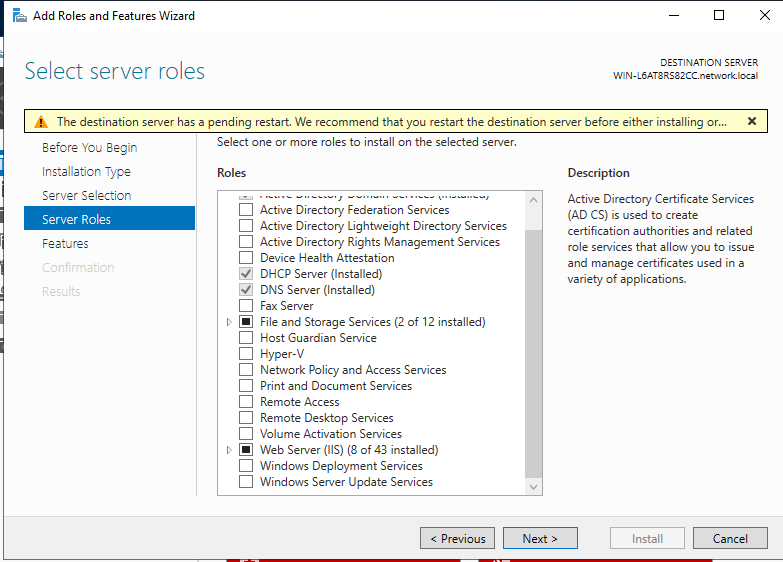 Add Roles and Features Wizard
Select server roles
DESTINATION SERVER
WIN-L6AT8RS82CC.network.local
The destination server has a pending restart. We recommend that you restart the destination server before either installing or...
Before You Begin
Installation Type
Server Selection
Server Roles
Features
Confirmation
Results
Select one or more roles to install on the selected server.
Roles
Active Directory Domain Services (Installed)
Active Directory Federation Services
Active Directory Lightweight Directory Services
Active Directory Rights Management Services
Device Health Attestation
DHCP Server (Installed)
DNS Server (Installed)
Fax Server
File and Storage Services (2 of 12 installed)
Host Guardian Service
Hyper-V
Network Policy and Access Services
Print and Document Services
Remote Access
Remote Desktop Services
Volume Activation Services
Web Server (IIS) (8 of 43 installed)
Windows Deployment Services
Windows Server Update Services
Description
Active Directory Certificate Services
(AD CS) is used to create
certification authorities and related
role services that allow you to issue
and manage certificates used in a
variety of applications.
< Previous
Next >
Install
Cancel